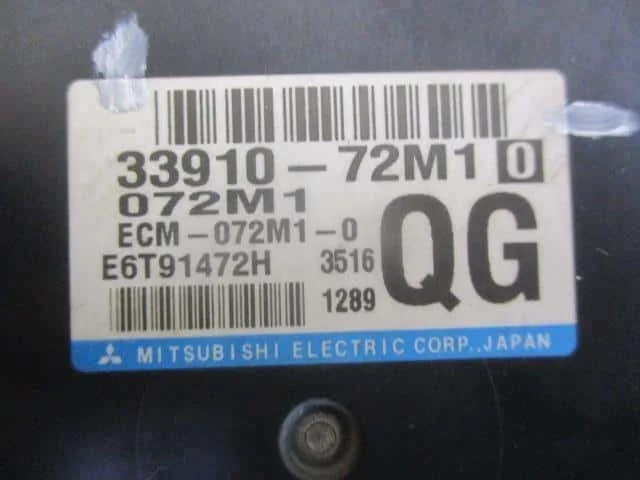 33910-72M1 0
072M1
ECM-072M1-0
E6T91472H 3516
1289
QG
MITSUBISHI ELECTRIC CORP., JAPAN